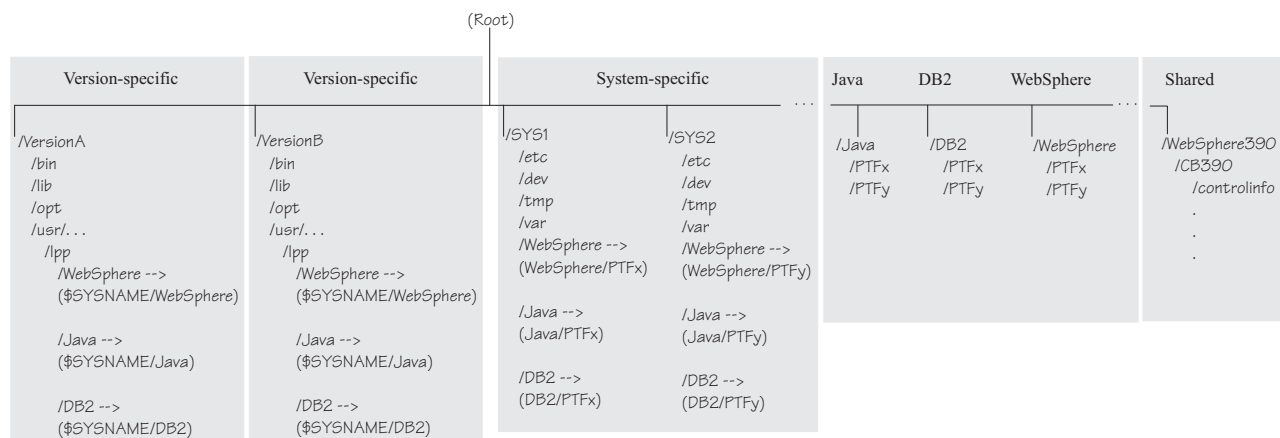 (Root)
Version-specific
/VersionA
/bin
/lib
/opt
/usr/. . .
/lpp
/WebSphere -->
($SYSNAME/WebSphere)
/Java -->
($SYSNAME/Java)
/DB2 -->
($SYSNAME/DB2)
Version-specific
/VersionB
/bin
/lib
/opt
/usr/. . .
/lpp
/WebSphere -->
($SYSNAME/WebSphere)
/Java -->
($SYSNAME/Java)
/DB2 -->
($SYSNAME/DB2)
System-specific
/SYS1
/etc
/dev
/tmp
/var
/WebSphere -->
(WebSphere/PTFx)
/Java -->
(Java/PTFx)
/DB2 -->
(DB2/PTFx)
/SYS2
/etc
/dev
/tmp
/var
/WebSphere -->
(WebSphere/PTFy)
/Java -->
(Java/PTFy)
/DB2 -->
(DB2/PTFy)
. . .
Java
/Java
/PTFx
/PTFy
DB2
/DB2
/PTFx
/PTFy
WebSphere
/WebSphere
/PTFx
/PTFy
. . .
Shared
/WebSphere390
/CB390
/controlinfo
.
.
.